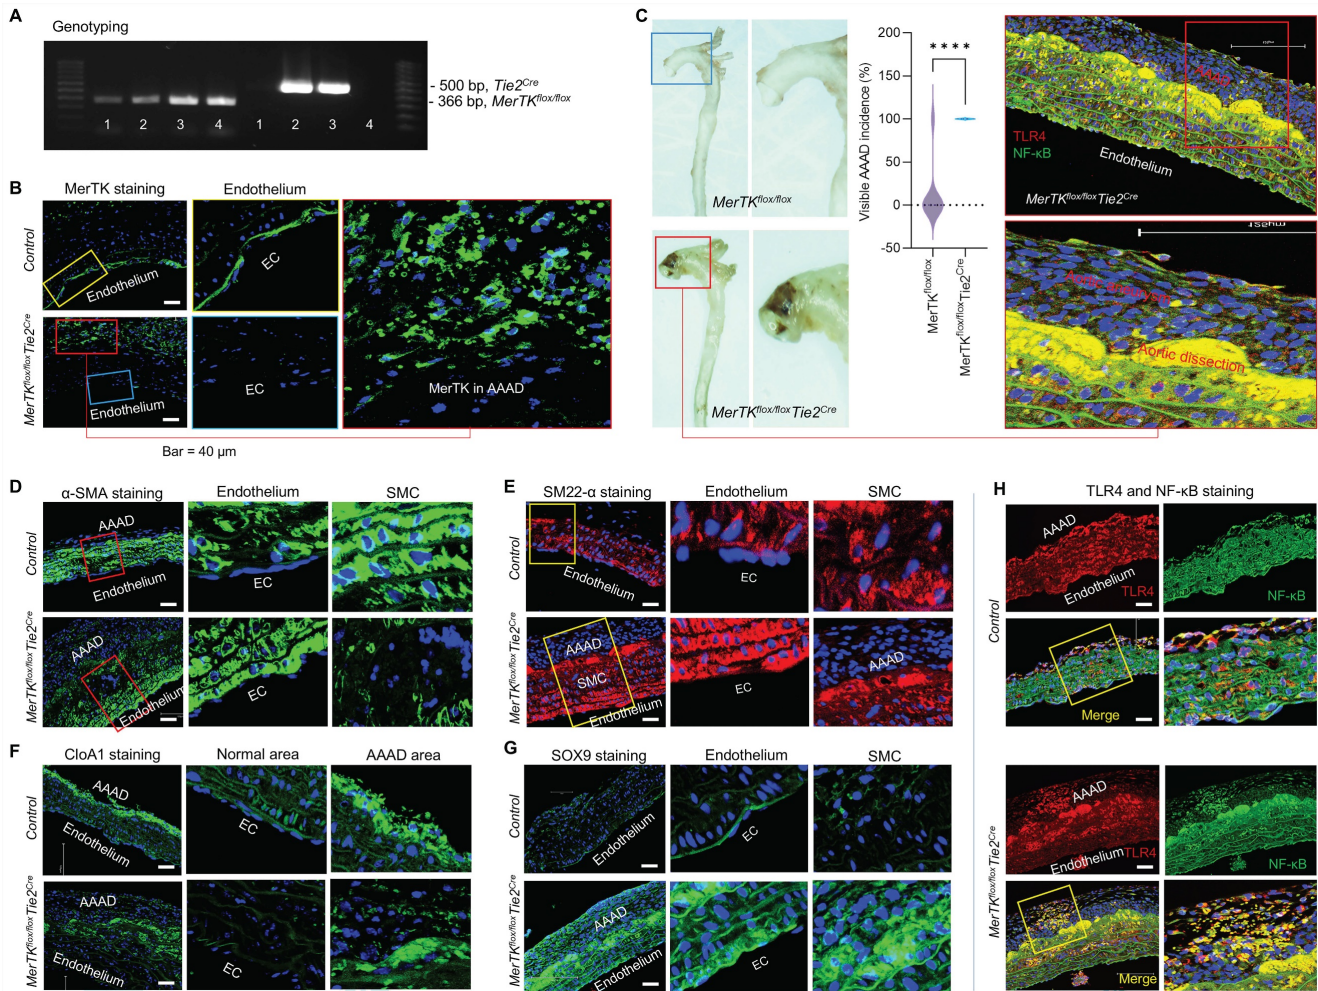 A
Genotyping
- 500 bp, Tie2Cre
- 366 bp, MerTKflox/flox
1 2 3 4 1 2 3 4
B
MerTK staining
Endothelium
Control
Endothelium
EC
MerTKflox/floxTie2Cre
Endothelium
EC
MerTK in AAAD
Bar = 40 μm
C
MerTKflox/flox
MerTKflox/floxTie2Cre
Visible AAAD incidence (%)
200
150
100
50
0
-50
****
MerTKflox/flox
MerTKflox/floxTie2Cre
AAAD
TLR4
NF-κB
Endothelium
MerTKflox/floxTie2Cre
125μm
Aortic aneurysm
Aortic dissection
D
α-SMA staining
Endothelium
SMC
Control
AAAD
Endothelium
EC
MerTKflox/floxTie2Cre
AAAD
Endothelium
EC
E
SM22-α staining
Endothelium
SMC
Control
Endothelium
EC
MerTKflox/floxTie2Cre
AAAD
SMC
Endothelium
EC
AAAD
F
CloA1 staining
Normal area
AAAD area
Control
AAAD
Endothelium
EC
MerTKflox/floxTie2Cre
AAAD
Endothelium
EC
G
SOX9 staining
Endothelium
SMC
Control
Endothelium
EC
MerTKflox/floxTie2Cre
AAAD
Endothelium
EC
H
TLR4 and NF-κB staining
Control
AAAD
Endothelium
TLR4
NF-κB
Merge
MerTKflox/floxTie2Cre
AAAD
Endothelium
TLR4
NF-κB
Merge